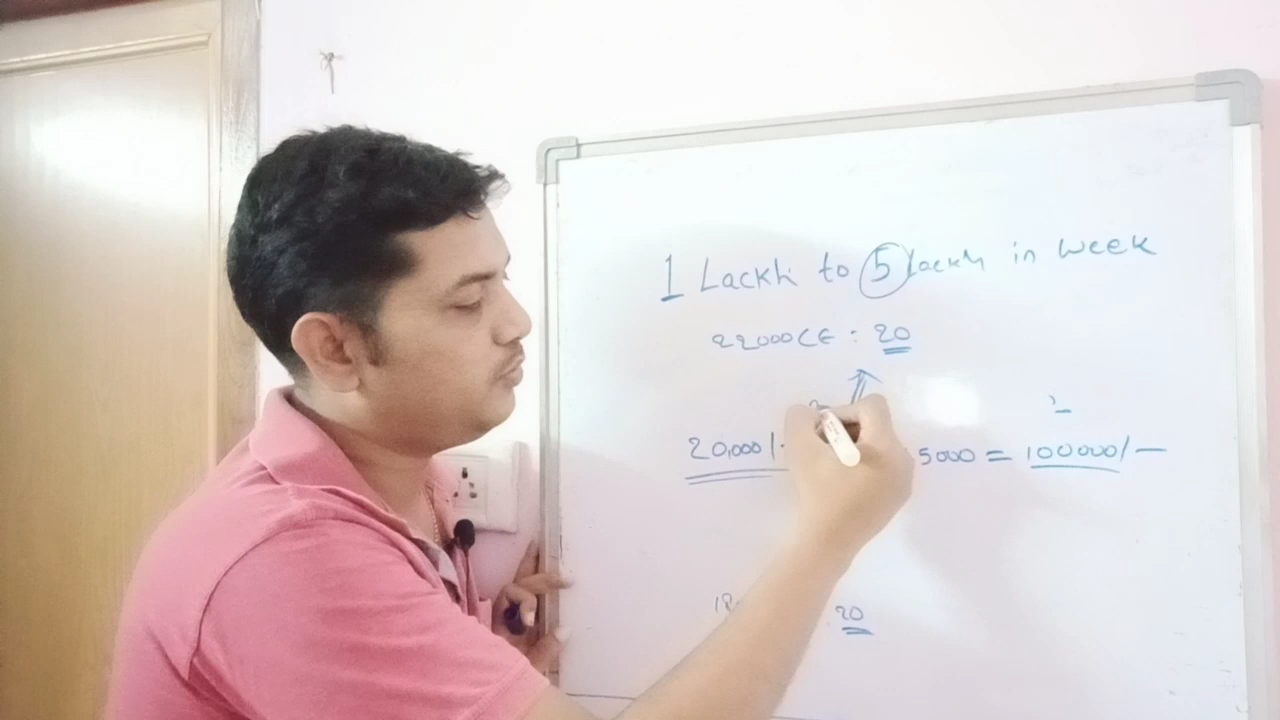 1 Lackh to 5 lackh in week
22000CE : 20
20,000/- 5000 = 100000/-
20